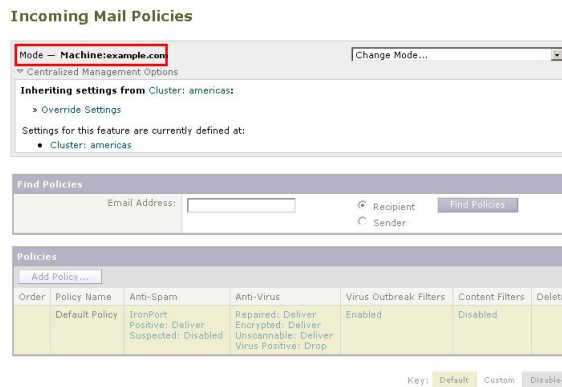 Incoming Mail Policies
Mode — Machine:example.com
Change Mode...
Centralized Management Options
Inheriting settings from Cluster: americas:
» Override Settings
Settings for this feature are currently defined at:
• Cluster: americas
Find Policies
Email Address:
Recipient
Sender
Find Policies
Policies
Add Policy...
Order Policy Name Anti-Spam Anti-Virus Virus Outbreak Filters Content Filters
Default Policy IronPort Repaired: Deliver Enabled Disabled
Positive: Deliver Encrypted: Deliver
Suspected: Disabled Unscannable: Deliver
Virus Positive: Drop
Key: Default Custom